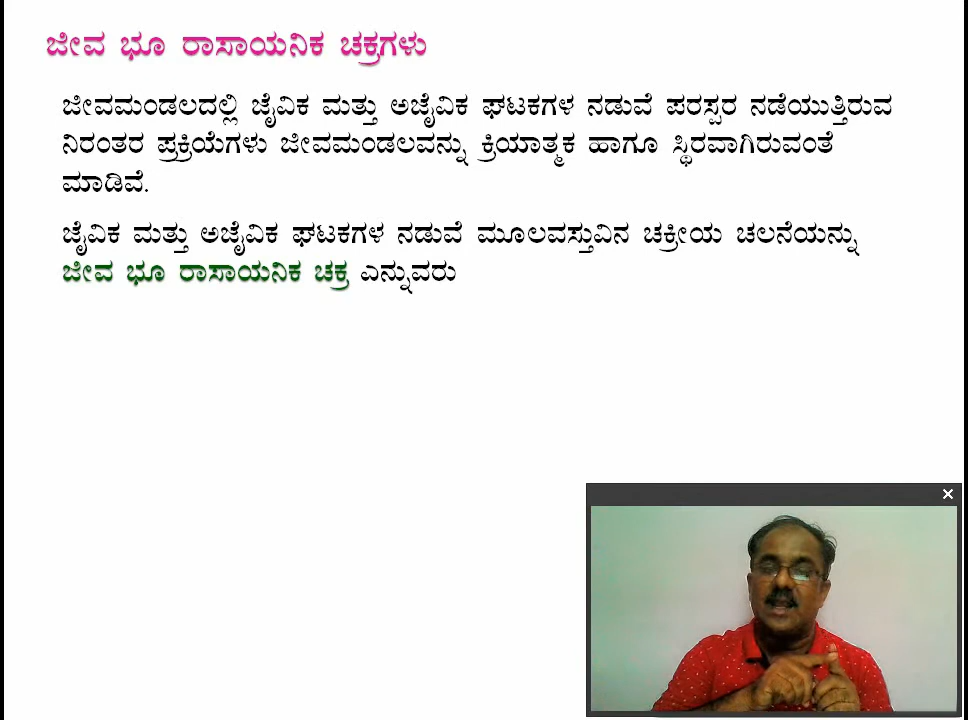 ಜೀವ ಭೂ ರಾಸಾಯನಿಕ ಚಕ್ರಗಳು
ಜೀವಮಂಡಲದಲ್ಲಿ ಜೈವಿಕ ಮತ್ತು ಅಜೈವಿಕ ಘಟಕಗಳ ನಡುವೆ ಪರಸ್ಪರ ನಡೆಯುತ್ತಿರುವ
ನಿರಂತರ ಪ್ರಕ್ರಿಯೆಗಳು ಜೀವಮಂಡಲವನ್ನು ಕ್ರಿಯಾತ್ಮಕ ಹಾಗೂ ಸ್ಥಿರವಾಗಿರುವಂತೆ
ಮಾಡಿವೆ.
ಜೈವಿಕ ಮತ್ತು ಅಜೈವಿಕ ಘಟಕಗಳ ನಡುವೆ ಮೂಲವಸ್ತುವಿನ ಚಕ್ರೀಯ ಚಲನೆಯನ್ನು
ಜೀವ ಭೂ ರಾಸಾಯನಿಕ ಚಕ್ರ ಎನ್ನುವರು